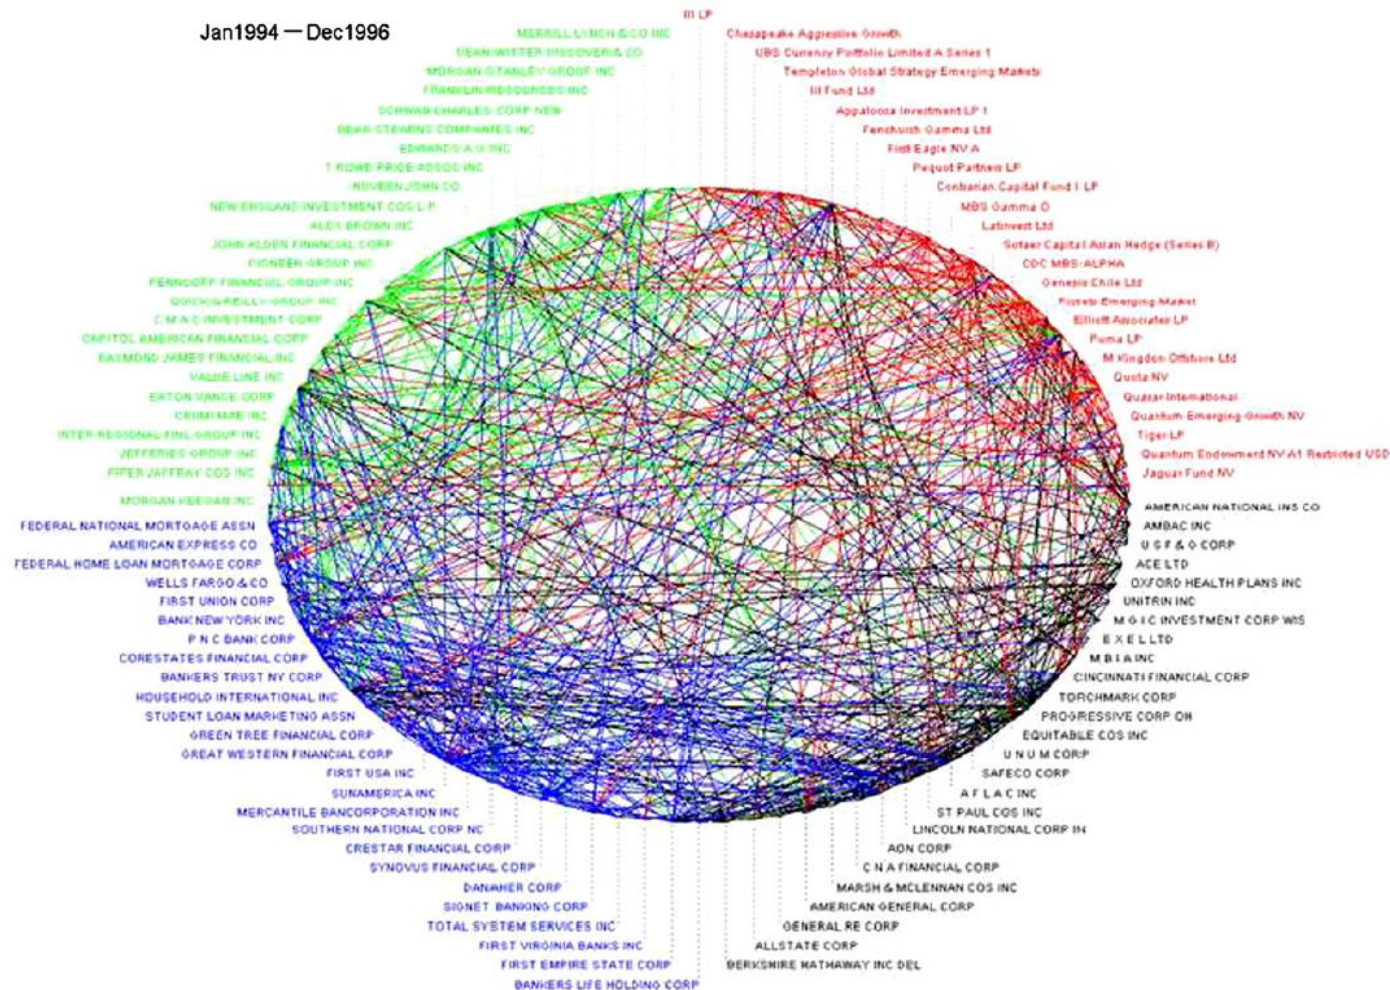 Jan1994 — Dec1996
III LP
MERRILL LYNCH & CO INC
DEAN WITTER DISCOVER & CO
MORGAN STANLEY GROUP INC
FRANKLIN RESOURCES INC
SCHWAB CHARLES CORP NEW
BEAR STEARNS COMPANIES INC
EDWARDS A G INC
T ROWE PRICE ASSOC INC
NUVEEN JOHN CO
NEW ENGLAND INVESTMENT COS L P
ALEX BROWN INC
JOHN ALDEN FINANCIAL CORP
PIONEER GROUP INC
PENNCORP FINANCIAL GROUP INC
QUICK & REILLY GROUP INC
C M A C INVESTMENT CORP
CAPITOL AMERICAN FINANCIAL CORP
RAYMOND JAMES FINANCIAL INC
VALUE LINE INC
EATON VANCE CORP
CRIIMI MAE INC
INTER REGIONAL FINL GROUP INC
JEFFERIES GROUP INC
PIPER JAFFRAY COS INC
MORGAN KEEGAN INC
FEDERAL NATIONAL MORTGAGE ASSN
AMERICAN EXPRESS CO
FEDERAL HOME LOAN MORTGAGE CORP
WELLS FARGO & CO
FIRST UNION CORP
BANK NEW YORK INC
P N C BANK CORP
CORESTATES FINANCIAL CORP
BANKERS TRUST NY CORP
HOUSEHOLD INTERNATIONAL INC
STUDENT LOAN MARKETING ASSN
GREEN TREE FINANCIAL CORP
GREAT WESTERN FINANCIAL CORP
FIRST USA INC
SUNAMERICA INC
MERCANTILE BANCORPORATION INC
SOUTHERN NATIONAL CORP NC
CRESTAR FINANCIAL CORP
SYNOVUS FINANCIAL CORP
DANAHER CORP
SIGNET BANKING CORP
TOTAL SYSTEM SERVICES INC
FIRST VIRGINIA BANKS INC
FIRST EMPIRE STATE CORP
BANKERS LIFE HOLDING CORP
Chesapeake Aggressive Growth
UBS Currency Portfolio Limited A Series 1
Templeton Global Strategy Emerging Markets
III Fund Ltd
Appaloosa Investment LP I
Fenchurch Gamma Ltd
First Eagle NV A
Pequot Partners LP
Contrarian Capital Fund I LP
MBS Gamma O
Latinvest Ltd
Soter Capital Asian Hedge (Series B)
CDC MBS-ALPHA
Genesis Chile Ltd
Emerging Market
Elliott Associates LP
Puma LP
M Kingdon Offshore Ltd
Quota NV
Quasar International
Quantum Emerging Growth NV
Tiger LP
Quantum Endowment NV A1 Restricted USD
Jaguar Fund NV
AMERICAN NATIONAL INS CO
AMBAC INC
U S F & G CORP
ACE LTD
OXFORD HEALTH PLANS INC
UNITRIN INC
M G I C INVESTMENT CORP WIS
E X E L LTD
M B I A INC
CINCINNATI FINANCIAL CORP
TORCHMARK CORP
PROGRESSIVE CORP OH
EQUITABLE COS INC
U N U M CORP
SAFECO CORP
A F L A C INC
ST PAUL COS INC
LINCOLN NATIONAL CORP IN
AON CORP
C N A FINANCIAL CORP
MARSH & MCLENNAN COS INC
AMERICAN GENERAL CORP
GENERAL RE CORP
ALLSTATE CORP
BERKSHIRE HATHAWAY INC DEL